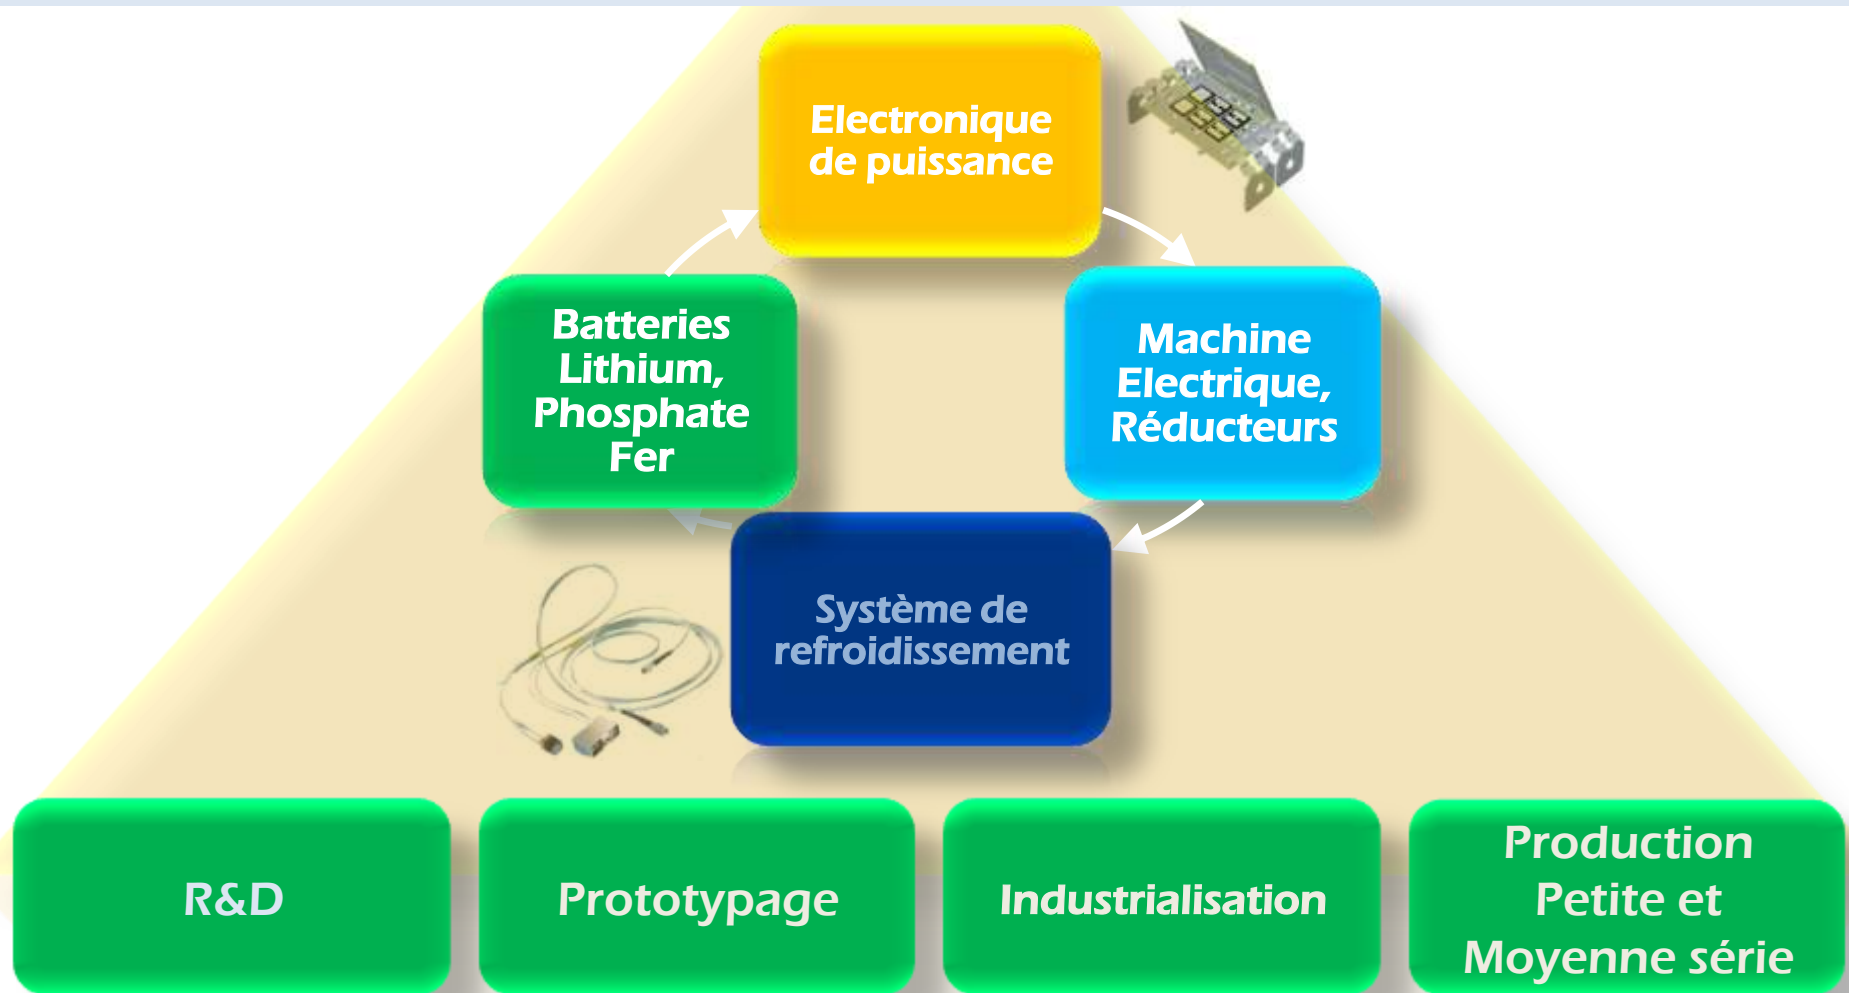 Electronique
de puissance
Batteries
Lithium,
Phosphate
Fer
Machine
Electrique,
Réducteurs
Système de
refroidissement
R&D
Prototypage
Industrialisation
Production
Petite et
Moyenne série